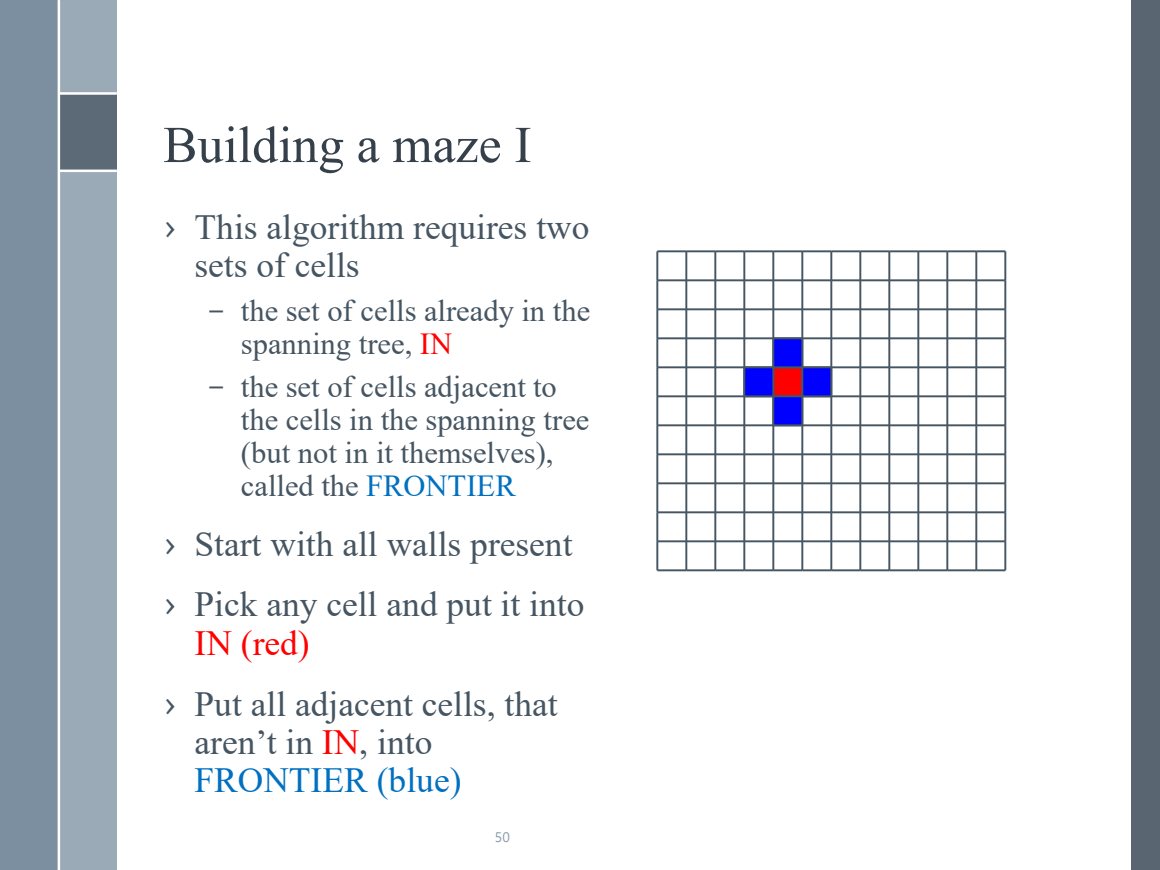 Building a maze I
› This algorithm requires two
sets of cells
– the set of cells already in the
spanning tree, IN
– the set of cells adjacent to
the cells in the spanning tree
(but not in it themselves),
called the FRONTIER
› Start with all walls present
› Pick any cell and put it into
IN (red)
› Put all adjacent cells, that
aren’t in IN, into
FRONTIER (blue)
50